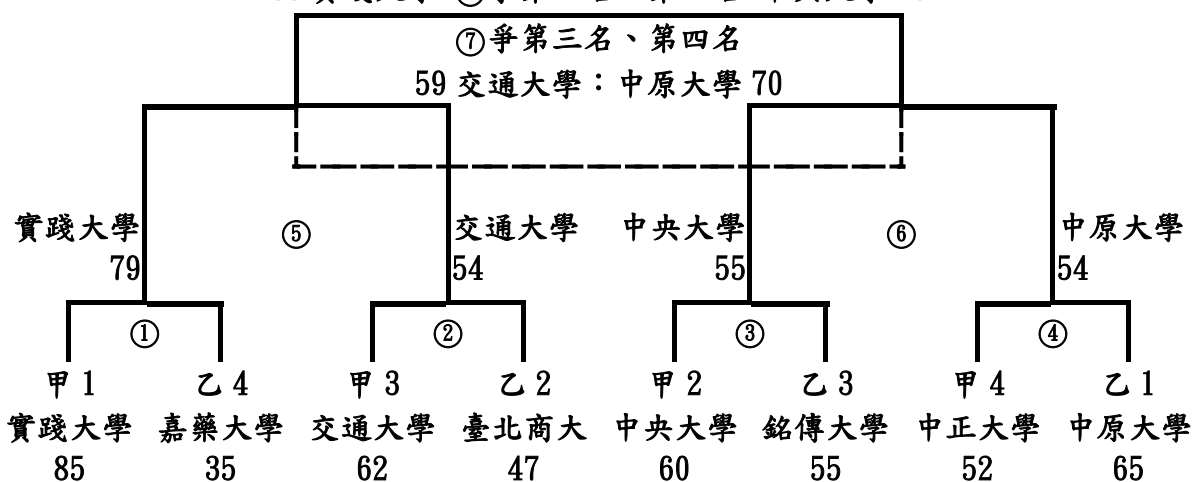 ⑦爭第三名、第四名
59 交通大學：中原大學 70
實踐大學 ⑤ 交通大學 中央大學 ⑥ 中原大學
79 54 55 54
① ② ③ ④
甲 1 乙 4 甲 3 乙 2 甲 2 乙 3 甲 4 乙 1
實踐大學 嘉藥大學 交通大學 臺北商大 中央大學 銘傳大學 中正大學 中原大學
85 35 62 47 60 55 52 65